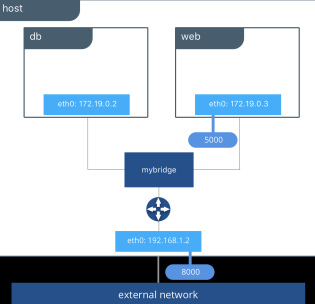 host
db
web
eth0: 172.19.0.2
eth0: 172.19.0.3
5000
mybridge
eth0: 192.168.1.2
8000
external network